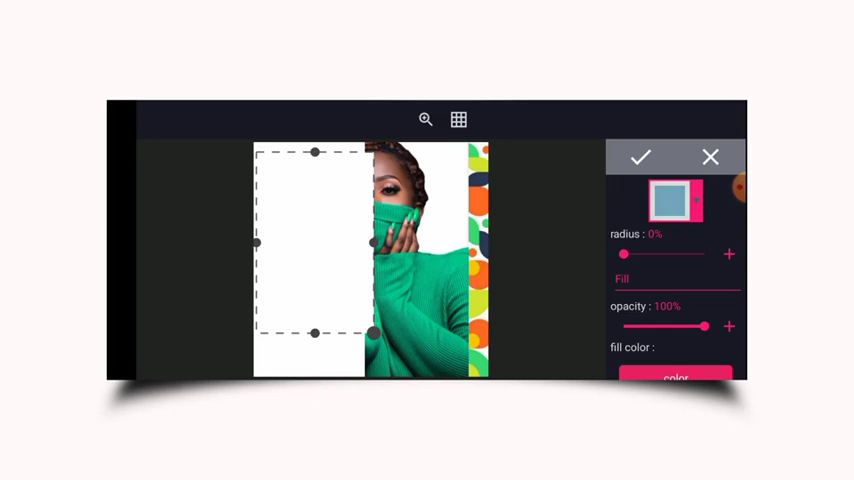 radius : 0%
Fill
opacity : 100%
fill color :
color